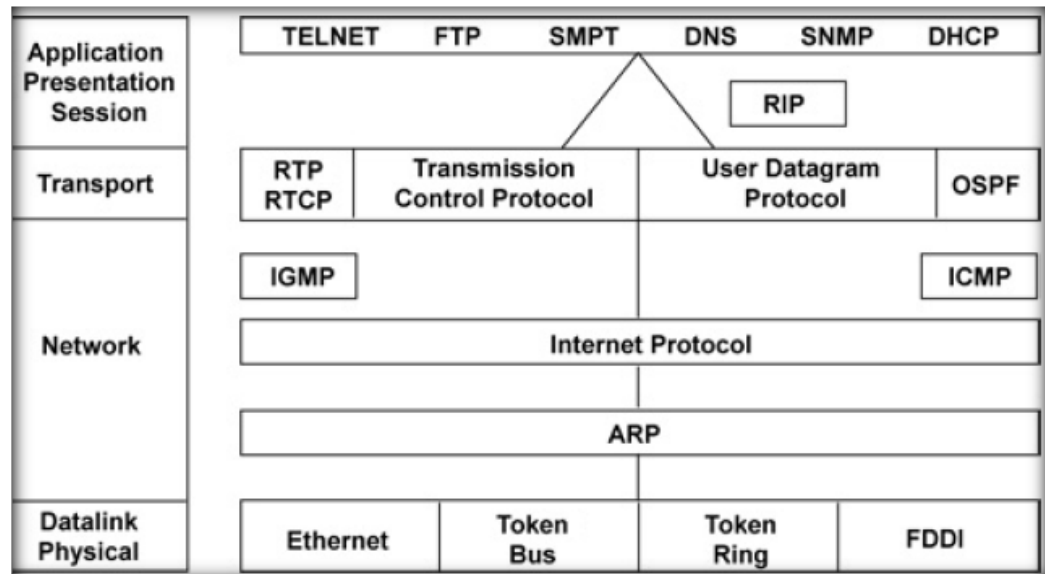 TELNET FTP SMPT DNS SNMP DHCP
Application
Presentation
Session
RIP
Transport
RTP
RTCP
Transmission
Control Protocol
User Datagram
Protocol
OSPF
Network
IGMP
ICMP
Internet Protocol
ARP
Datalink
Physical
Ethernet
Token
Bus
Token
Ring
FDDI